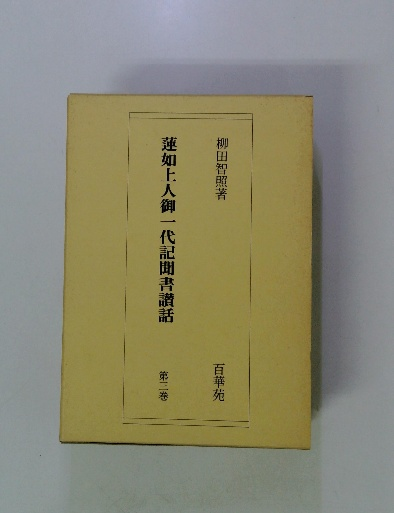 柳田智照著
百華苑
蓮如上人御一代記聞書讃話
第三巻